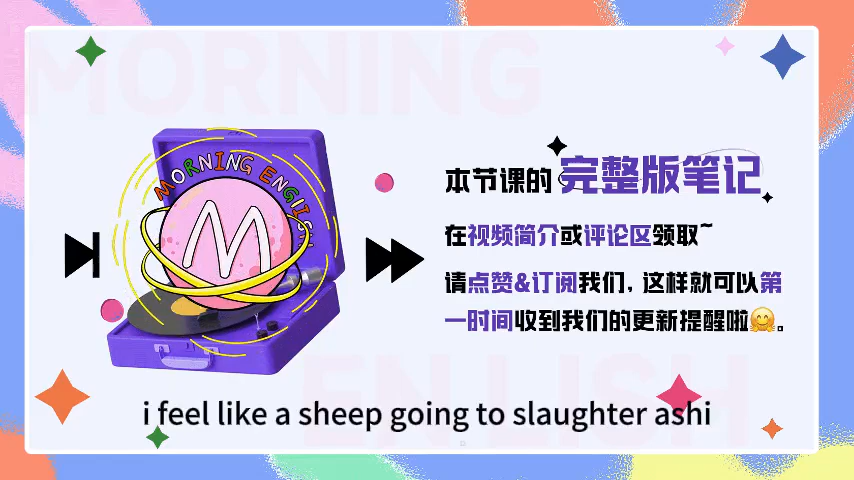 MORNING
MORNING ENGLISH
M
本节课的 完整版笔记
在视频简介或评论区领取~
请点赞&订阅我们，这样就可以第
一时间收到我们的更新提醒啦🤗。
EN LISH
i feel like a sheep going to slaughter ashi